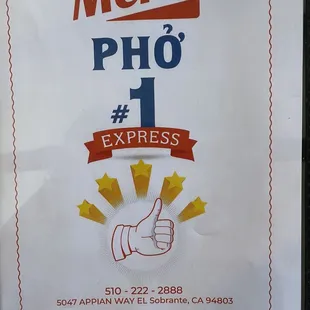 PHỞ
#1
EXPRESS
510 - 222 - 2888
5047 APPIAN WAY EL Sobrante, CA 94803